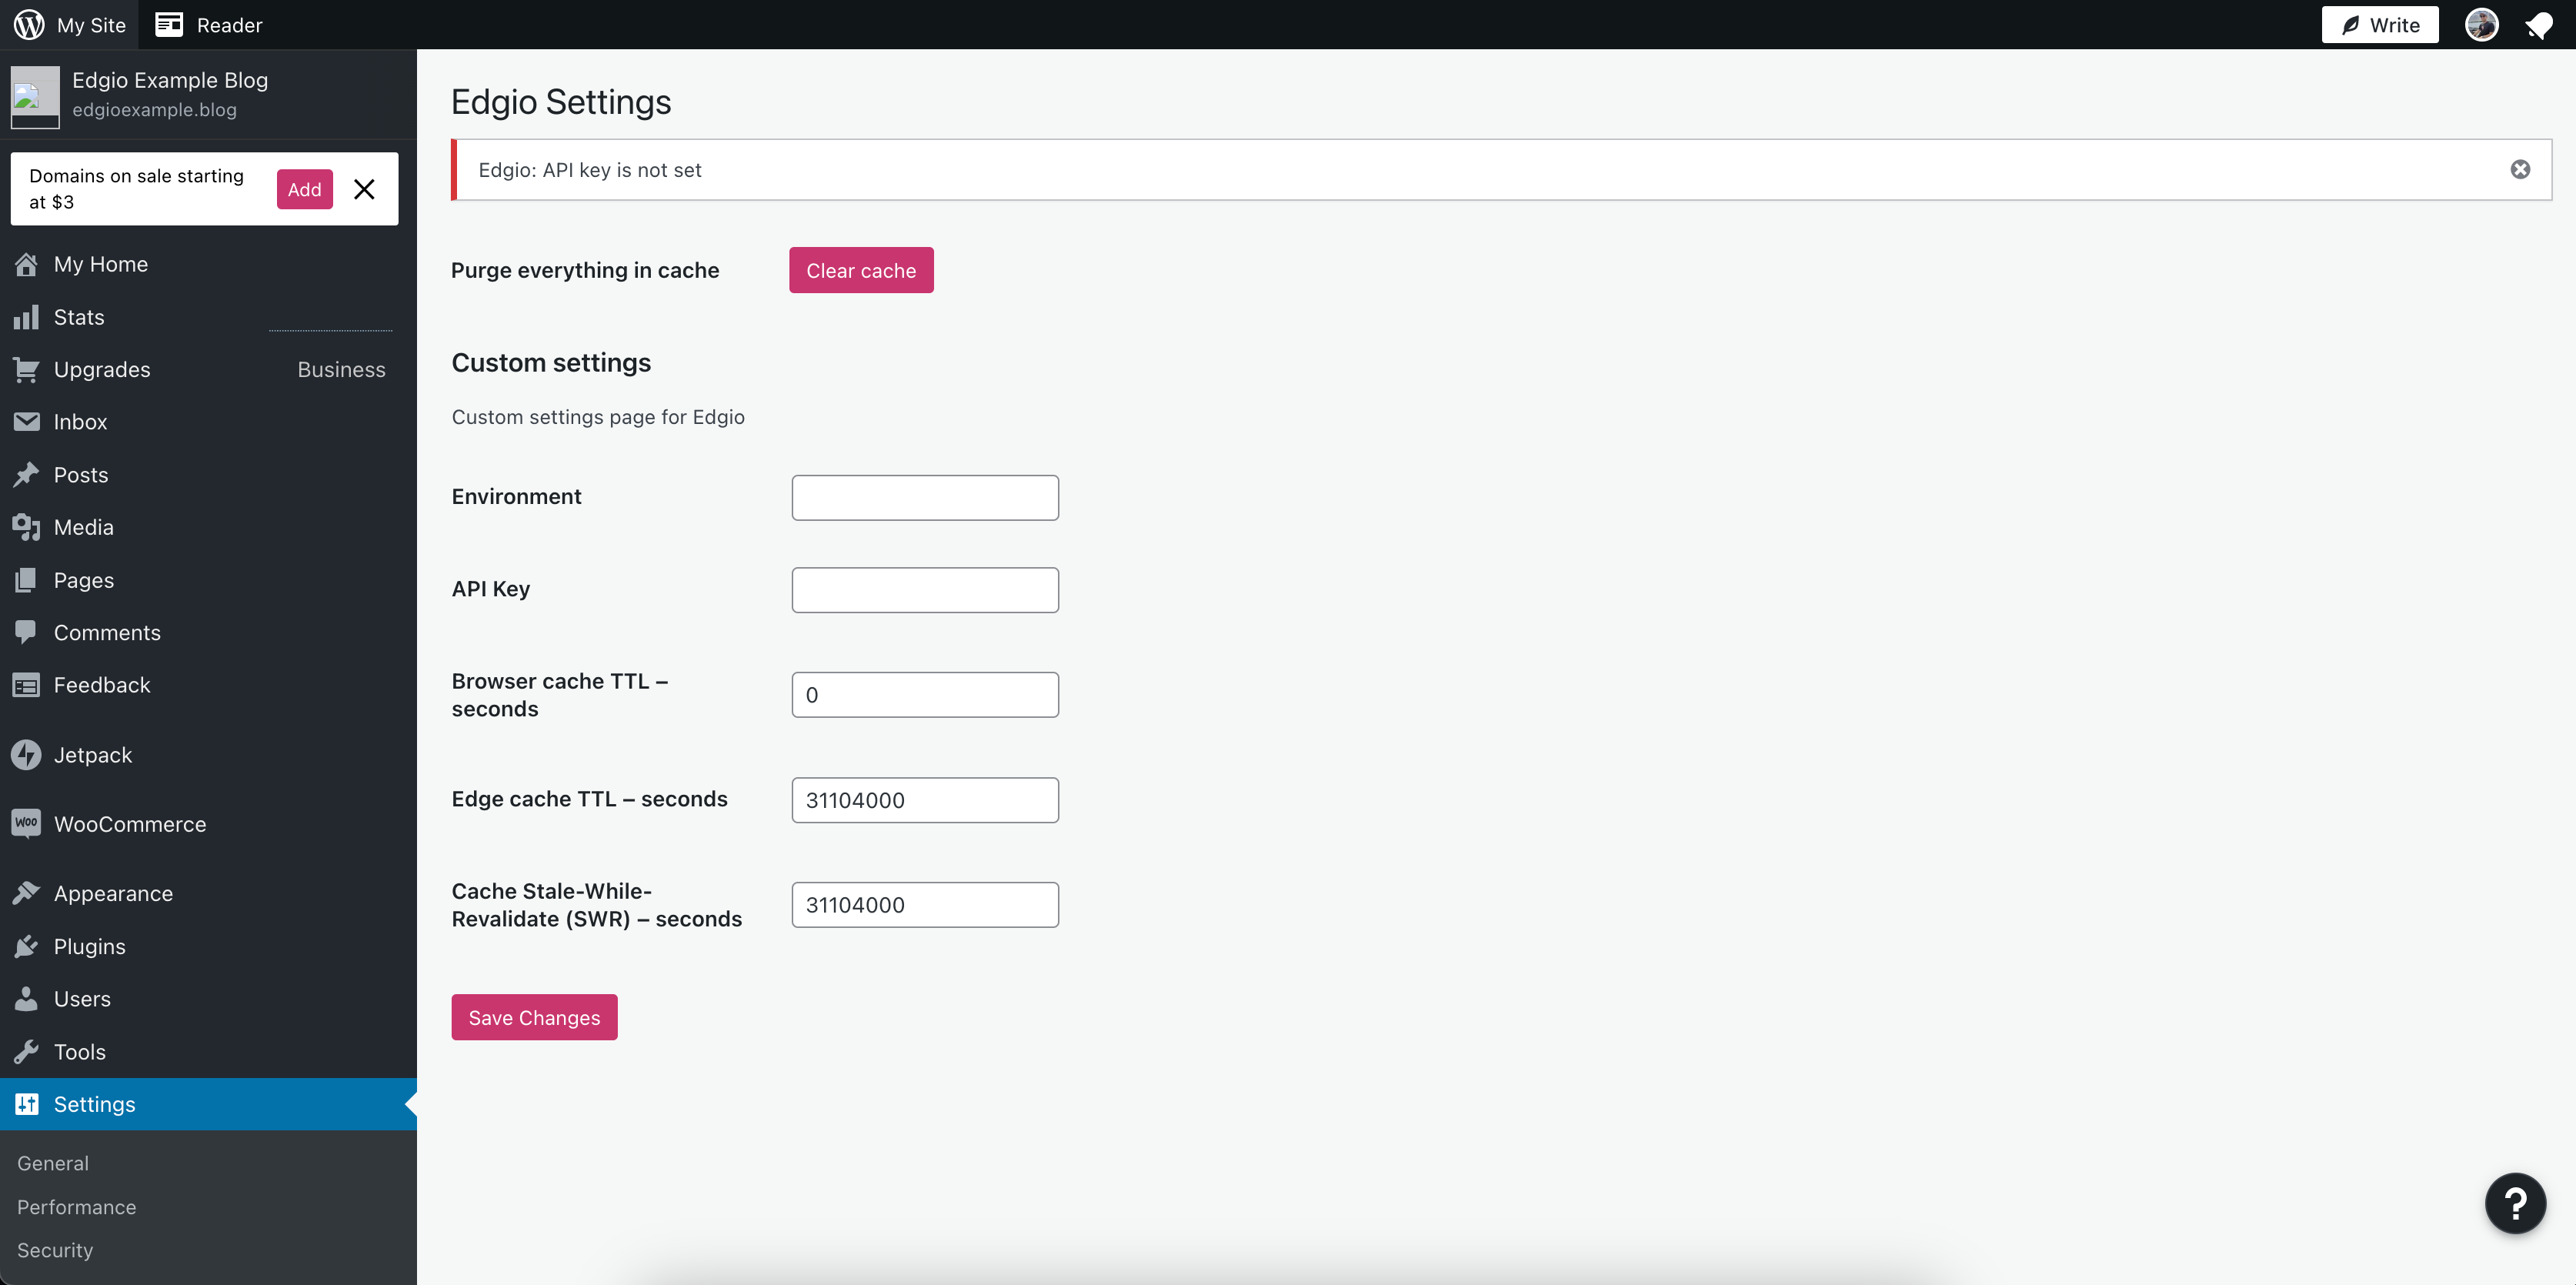 My Site
Reader
Write
Edgio Example Blog
edgioexample.blog
Domains on sale starting
at $3
Add
My Home
Stats
Upgrades
Business
Inbox
Posts
Media
Pages
Comments
Feedback
Jetpack
Woo
WooCommerce
Appearance
Plugins
Users
Tools
Settings
General
Performance
Security
Edgio Settings
Edgio: API key is not set
Purge everything in cache
Clear cache
Custom settings
Custom settings page for Edgio
Environment
API Key
Browser cache TTL –
seconds
0
Edge cache TTL – seconds
31104000
Cache Stale-While-
Revalidate (SWR) – seconds
31104000
Save Changes
?